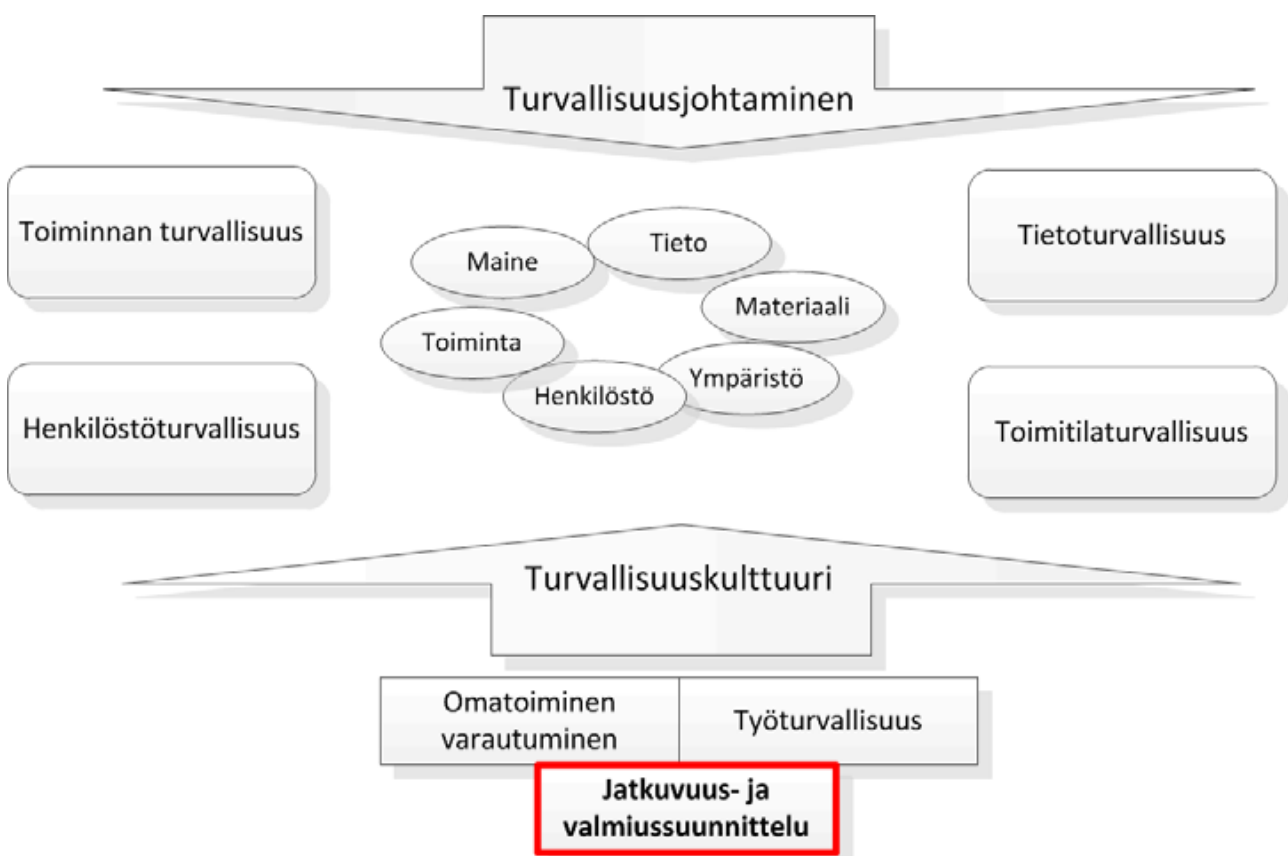 Turvallisuusjohtaminen
Toiminnan turvallisuus
Tietoturvallisuus
Maine
Tieto
Materiaali
Toiminta
Ympäristö
Henkilöstö
Henkilöstöturvallisuus
Toimitilaturvallisuus
Turvallisuuskulttuuri
Omatoiminen
varautuminen
Työturvallisuus
Jatkuvuus- ja
valmiussuunnittelu